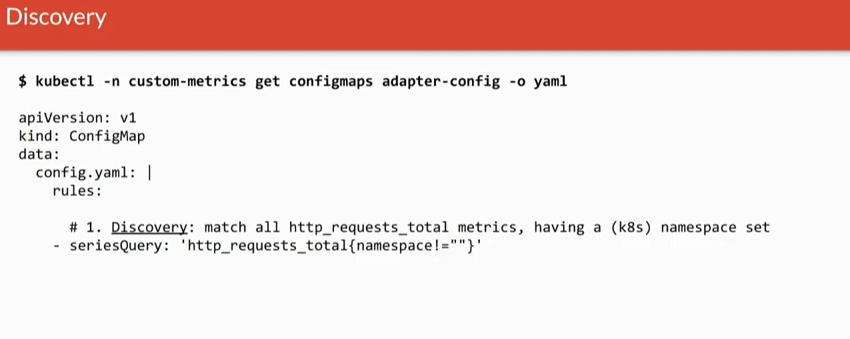 Discovery
$ kubectl -n custom-metrics get configmaps adapter-config -o yaml
apiVersion: v1
kind: ConfigMap
data:
  config.yaml: |
    rules:
      # 1. Discovery: match all http_requests_total metrics, having a (k8s) namespace set
    - seriesQuery: 'http_requests_total{namespace!=""}'